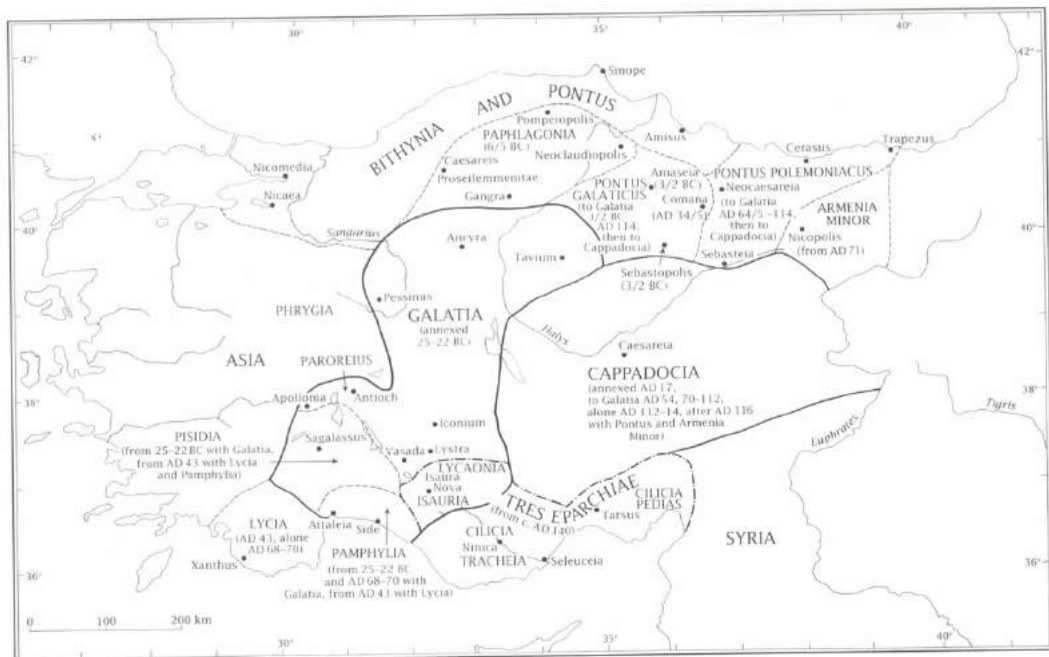 30°
35°
40°
42°
42°
Sinope
BITHYNIA AND PONTUS
Pompeiopolis
PAPHLAGONIA
(6/5 BC)
Amisus
Trapezus
Cerasus
Neoclaudiopolis
Caesareis
Proseilemmenitae
Nicomedia
Amaseia
(3/2 BC)
PONTUS POLEMONIACUS
Neocaesareia
(to Galatia
AD 64/5 –114,
then to
Cappadocia)
Gangra
PONTUS
GALATICUS
(to Galatia
3/2 BC
AD 114,
then to
Cappadocia)
Comana
(AD 34/5)
Nicaea
ARMENIA
MINOR
40°
40°
Sangarius
Ancyra
Nicopolis
(from AD 71)
Tavium
Sebasteia
Sebastopolis
(3/2 BC)
Pessinus
PHRYGIA
GALATIA
(annexed
25–22 BC)
Halys
Caesareia
ASIA
PAROREIUS
CAPPADOCIA
(annexed AD 17,
to Galatia AD 54, 70–112,
alone AD 112–14, after AD 116
with Pontus and Armenia
Minor)
38°
38°
Apollonia
Antioch
Tigris
Euphrates
PISIDIA
(from 25–22 BC with Galatia,
from AD 43 with Lycia
and Pamphylia)
Iconium
Sagalassus
Vasada
Lystra
LYCAONIA
Isaura
Nova
ISAURIA
TRES EPARCHIAE
(from c. AD 140)
CILICIA
PEDIAS
Tarsus
Attaleia
Side
LYCIA
(AD 43, alone
AD 68–70)
CILICIA
TRACHEIA
Ninica
SYRIA
Xanthus
PAMPHYLIA
(from 25–22 BC
and AD 68–70 with
Galatia, from AD 43 with Lycia)
Seleuceia
36°
36°
0 100 200 km
30°
35°
40°